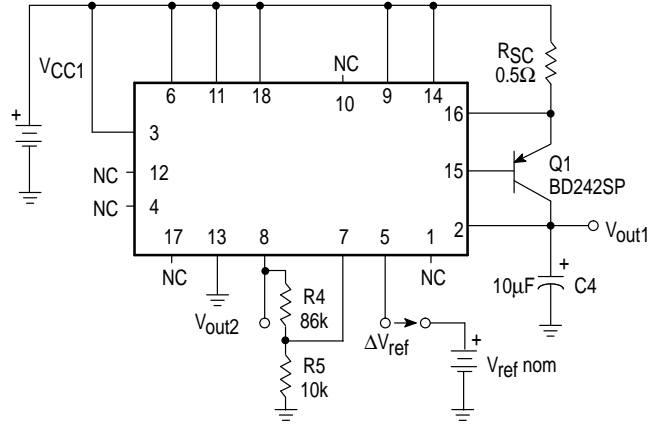 NC
R_SC
0.5Ω
V_CC1
+
6
11
18
10
9
14
16
3
Q1
BD242SP
NC
12
15
NC
4
2
V_out1
17
13
8
7
5
1
NC
NC
+
10µF
C4
R4
86k
V_out2
ΔV_ref
+
V_ref nom
R5
10k